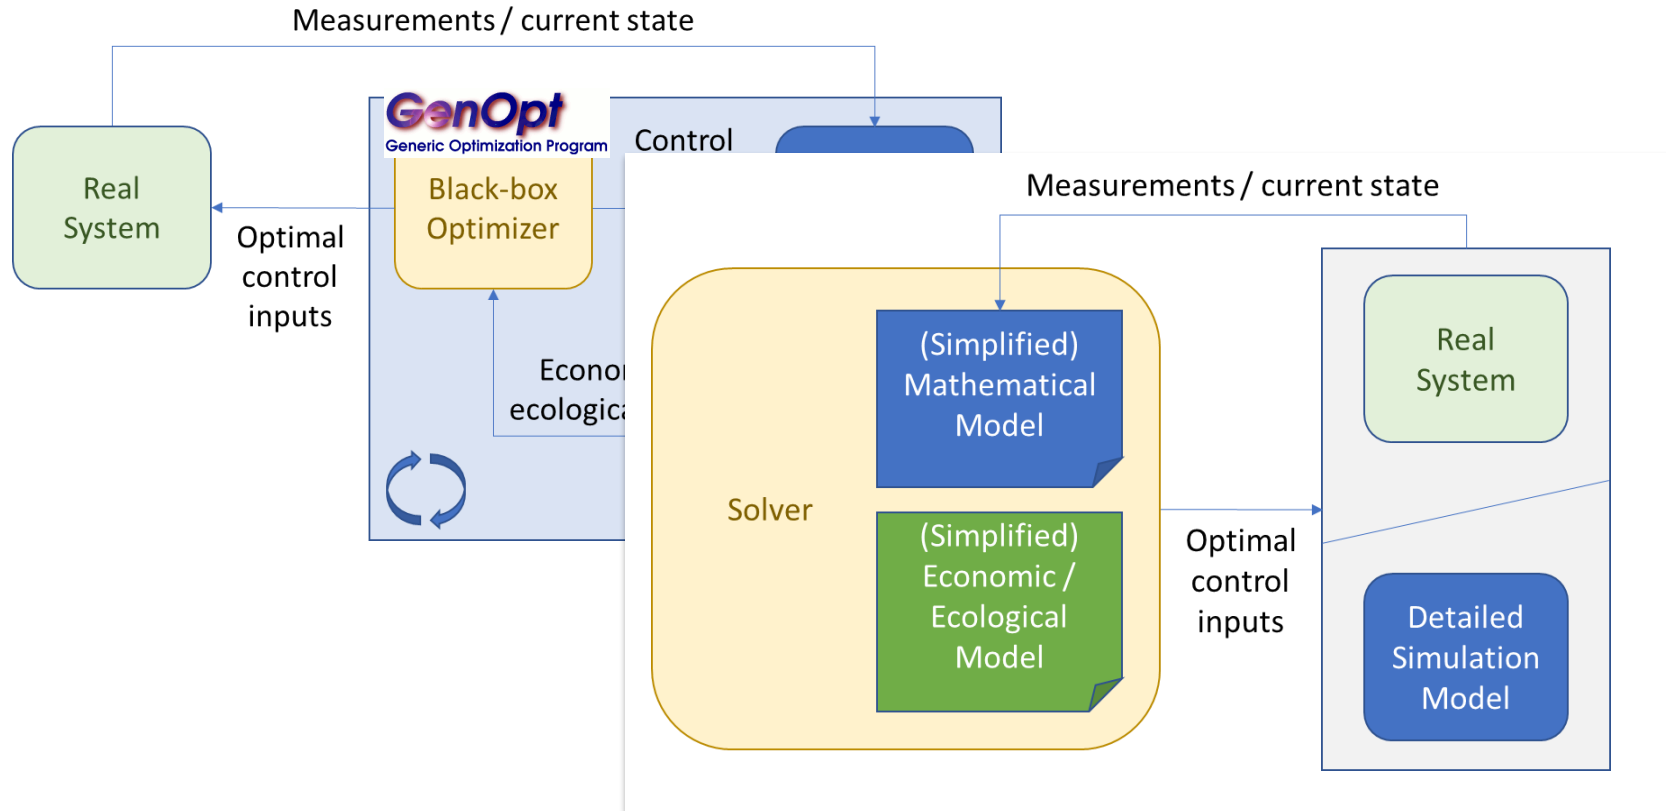 Measurements / current state
GenOpt
Generic Optimization Program
Control
Real
System
Black-box
Optimizer
Optimal
control
inputs
Measurements / current state
(Simplified)
Mathematical
Model
Real
System
Solver
(Simplified)
Economic /
Ecological
Model
Optimal
control
inputs
Detailed
Simulation
Model